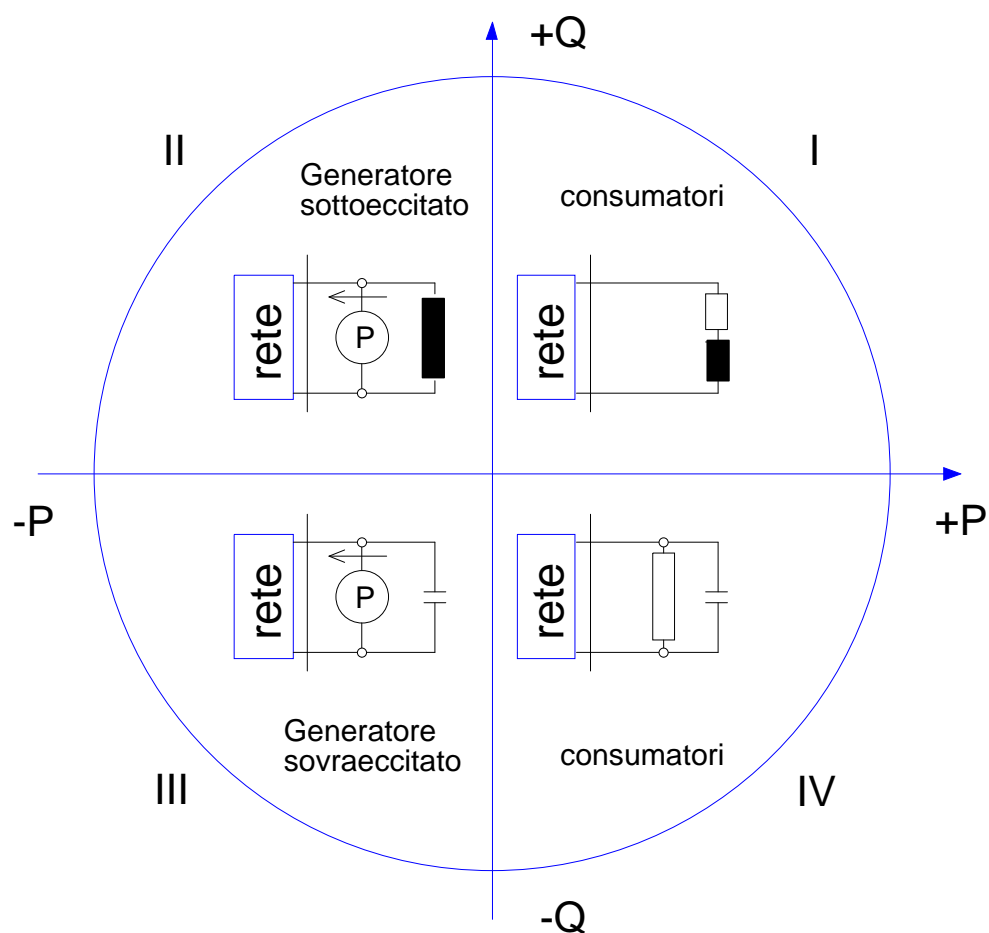 +Q
II
I
Generatore
sottoeccitato
consumatori
rete
P
rete
-P
+P
rete
P
rete
Generatore
sovraeccitato
consumatori
III
IV
-Q